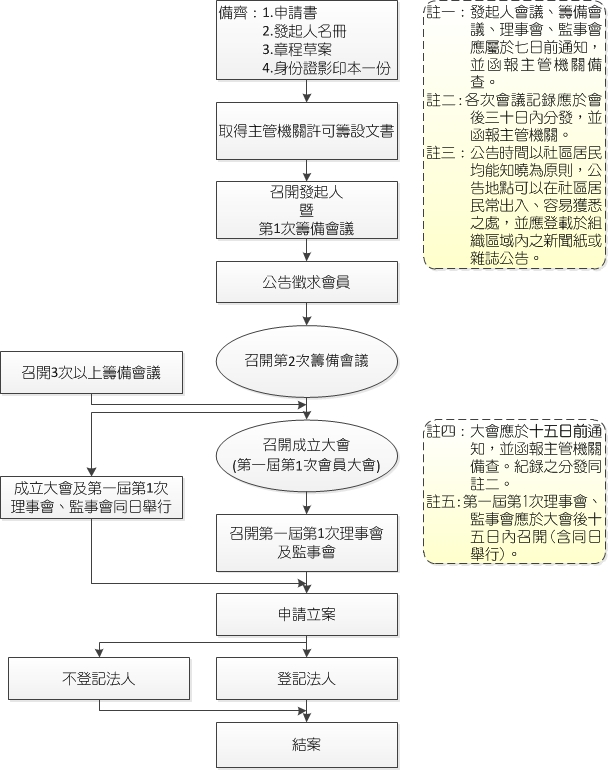 備齊：1.申請書
2.發起人名冊
3.章程草案
4.身份證影印本一份
取得主管機關許可籌設文書
召開發起人
暨
第1次籌備會議
公告徵求會員
召開第2次籌備會議
召開3次以上籌備會議
召開成立大會
(第一屆第1次會員大會)
成立大會及第一屆第1次
理事會、監事會同日舉行
召開第一屆第1次理事會
及監事會
申請立案
不登記法人
登記法人
結案
註一：發起人會議、籌備會
議、理事會、監事會
應屬於七日前通知，
並函報主管機關備
查。
註二：各次會議記錄應於會
後三十日內分發，並
函報主管機關。
註三：公告時間以社區居民
均能知曉為原則，公
告地點可以在社區居
民常出入、容易獲悉
之處，並應登載於組
織區域內之新聞紙或
雜誌公告。
註四：大會應於十五日前通
知，並函報主管機關
備查。紀錄之分發同
註二。
註五：第一屆第1次理事會、
監事會應於大會後十
五日內召開(含同日
舉行)。